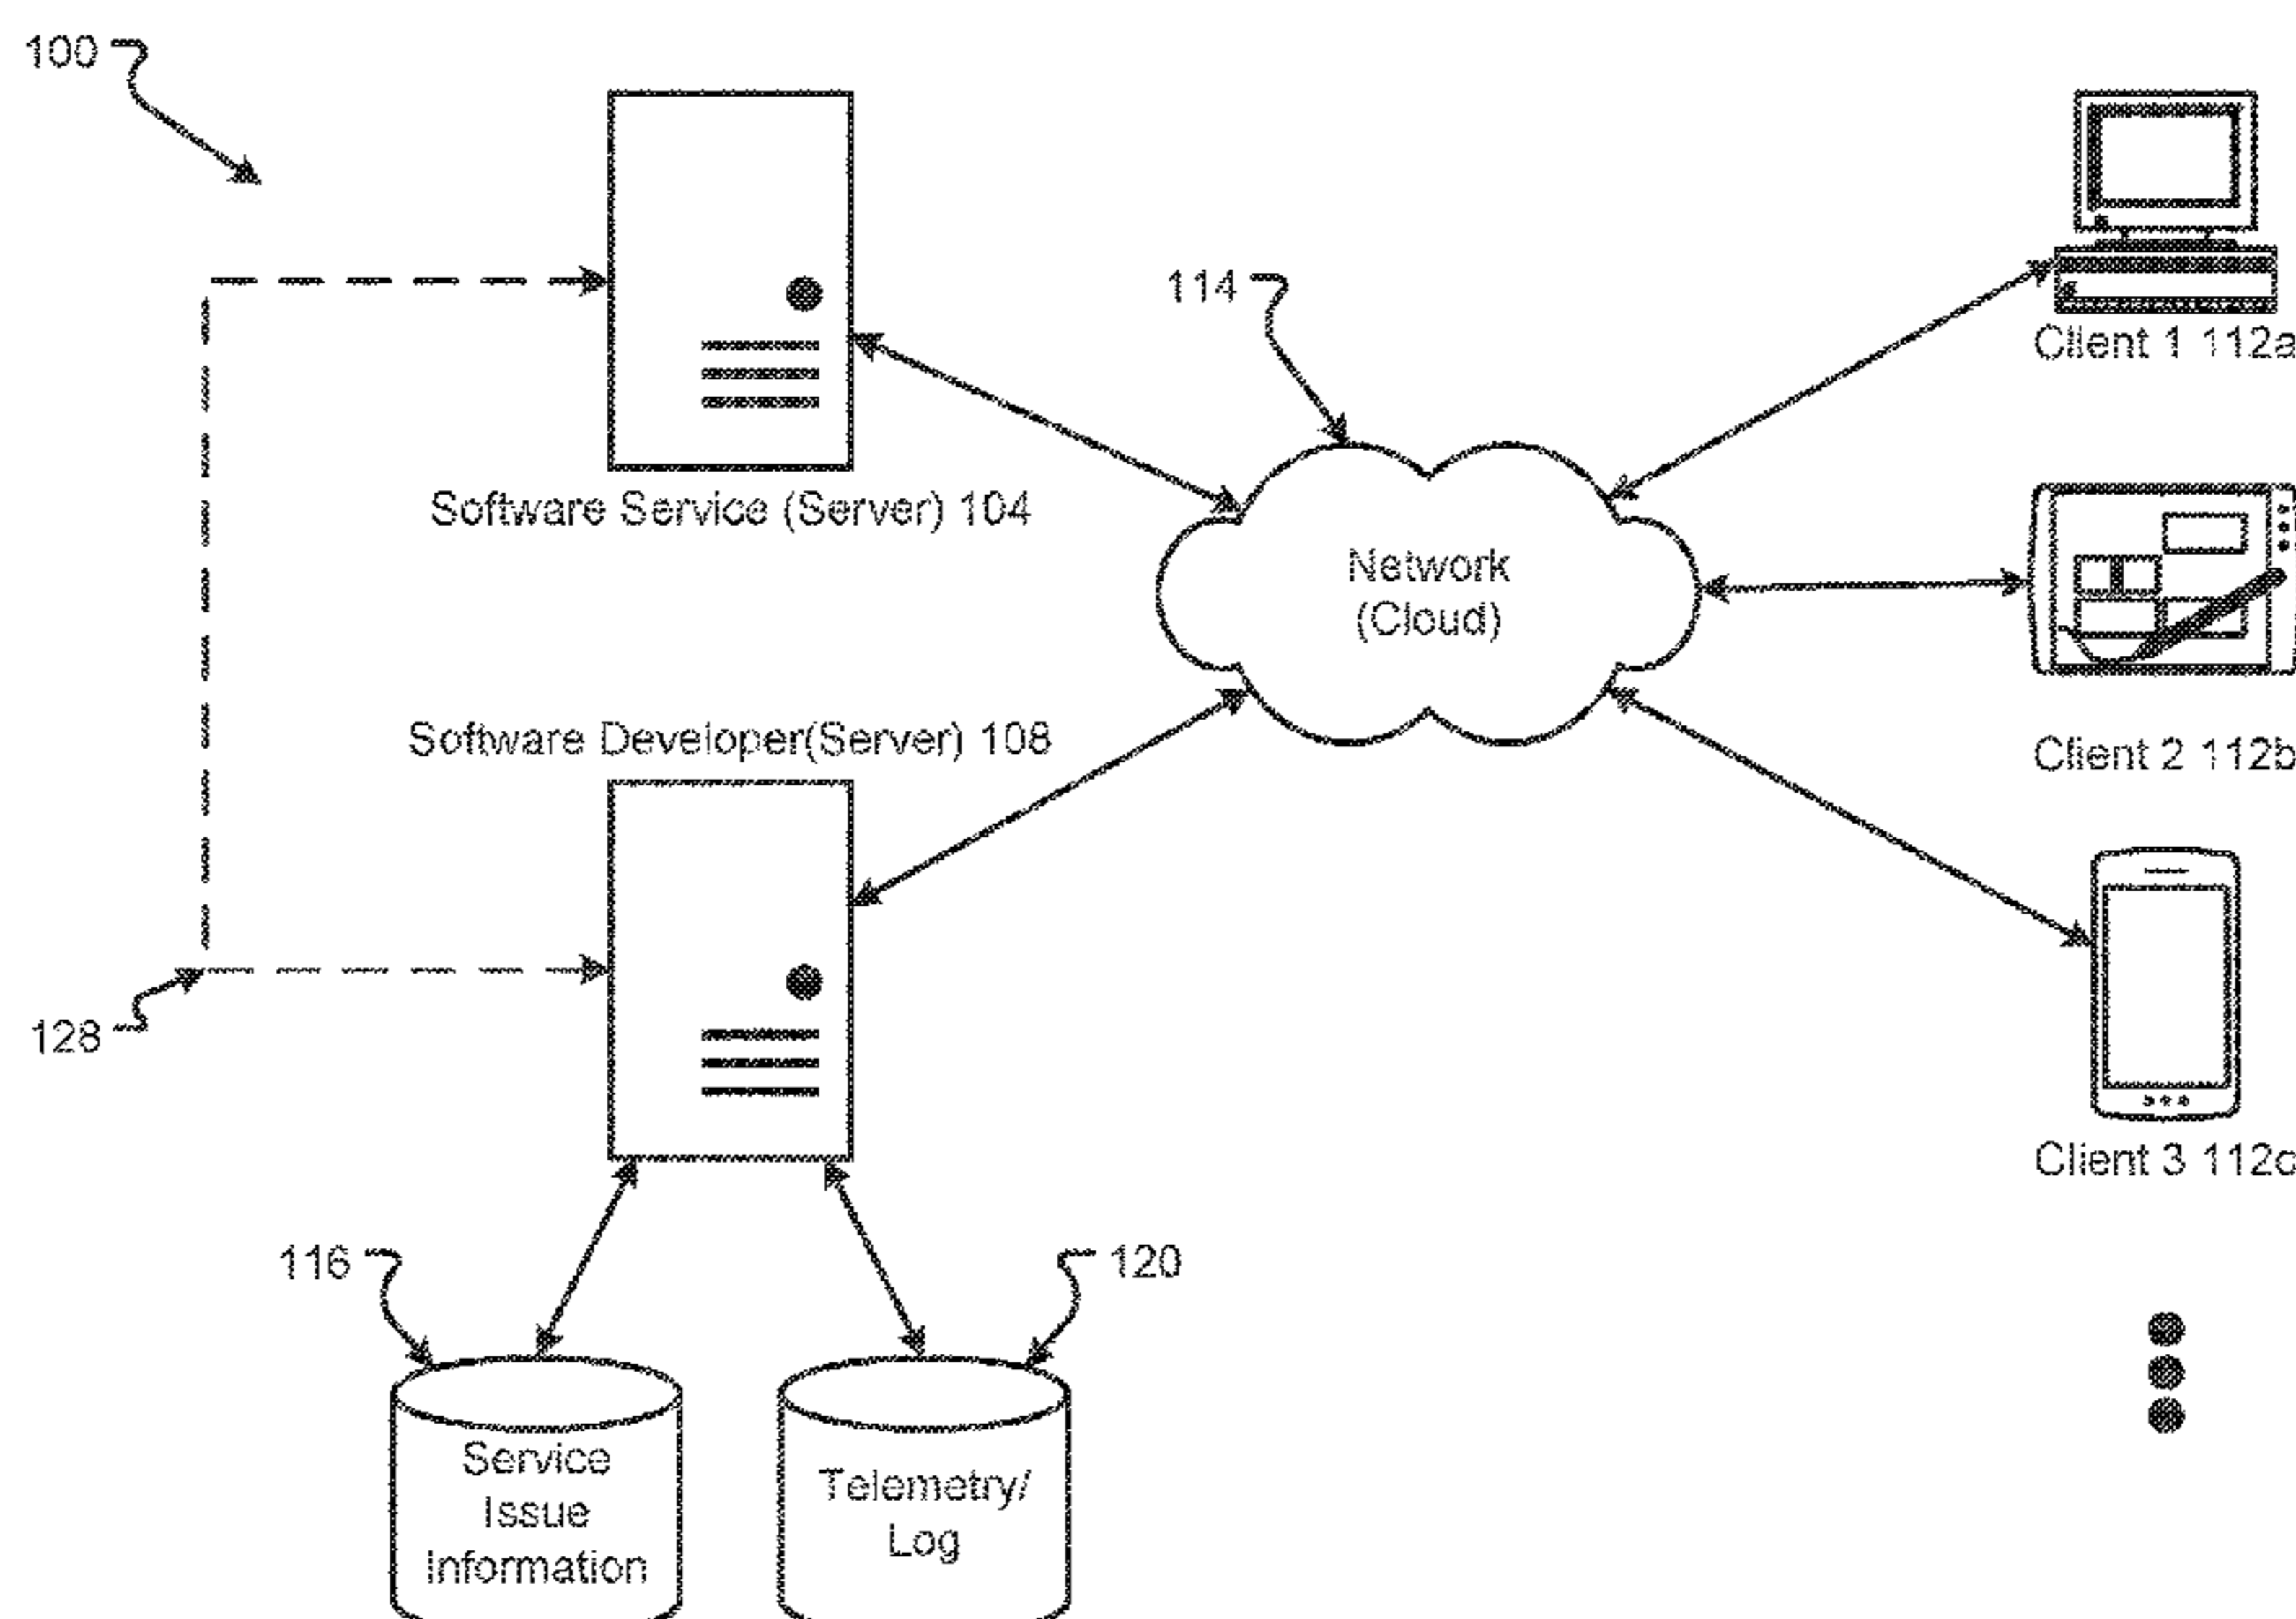 100
114
Client 1 112a
Software Service (Server) 104
Network
(Cloud)
Software Developer(Server) 108
Client 2 112b
128
Client 3 112c
116
120
Service
Issue
Information
Telemetry/
Log